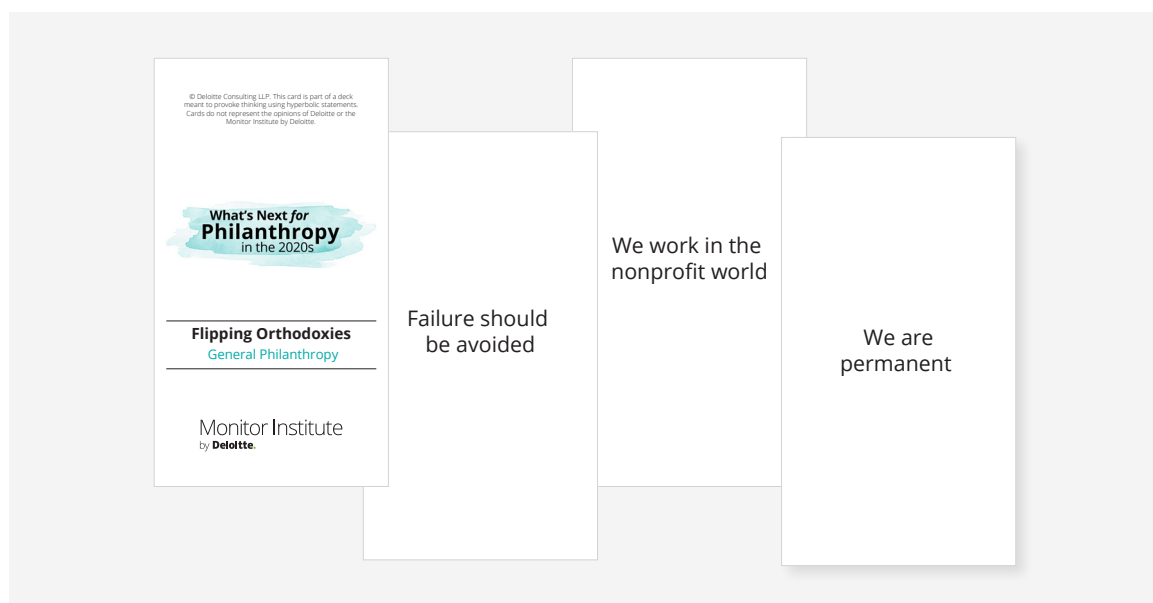 © Deloitte Consulting LLP. This card is part of a deck
meant to provoke thinking using hyperbolic statements.
Cards do not represent the opinions of Deloitte or the
Monitor Institute by Deloitte.
What’s Next for
Philanthropy
in the 2020s
Flipping Orthodoxies
General Philanthropy
Monitor Institute
by Deloitte.
Failure should
be avoided
We work in the
nonprofit world
We are
permanent